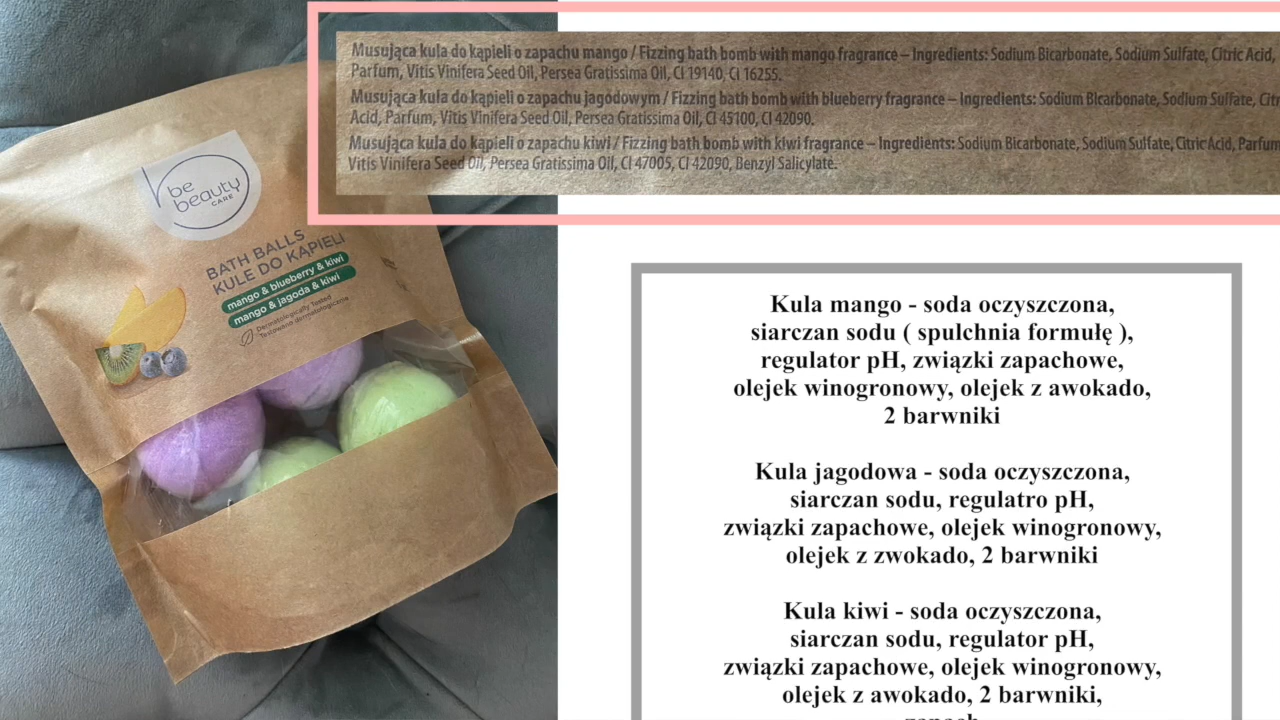 Musująca kula do kąpieli o zapachu mango / Fizzing bath bomb with mango fragrance – Ingredients: Sodium Bicarbonate, Sodium Sulfate, Citric Acid,
Parfum, Vitis Vinifera Seed Oil, Persea Gratissima Oil, CI 19140, CI 16255.
Musująca kula do kąpieli o zapachu jagodowym / Fizzing bath bomb with blueberry fragrance – Ingredients: Sodium Bicarbonate, Sodium Sulfate, Citr
Acid, Parfum, Vitis Vinifera Seed Oil, Persea Gratissima Oil, CI 45100, CI 42090.
Musująca kula do kąpieli o zapachu kiwi / Fizzing bath bomb with kiwi fragrance – Ingredients: Sodium Bicarbonate, Sodium Sulfate, Citric Acid, Parfum
Vitis Vinifera Seed Oil, Persea Gratissima Oil, CI 47005, CI 42090, Benzyl Salicylate.
be
beauty
CARE
BATH BALLS
KULE DO KĄPIELI
mango & blueberry & kiwi
mango & jagoda & kiwi
Dermatologically Tested
Testowano dermatologicznie
Kula mango - soda oczyszczona,
siarczan sodu ( spulchnia formułę ),
regulator pH, związki zapachowe,
olejek winogronowy, olejek z awokado,
2 barwniki
Kula jagodowa - soda oczyszczona,
siarczan sodu, regulatro pH,
związki zapachowe, olejek winogronowy,
olejek z zwokado, 2 barwniki
Kula kiwi - soda oczyszczona,
siarczan sodu, regulator pH,
związki zapachowe, olejek winogronowy,
olejek z awokado, 2 barwniki,